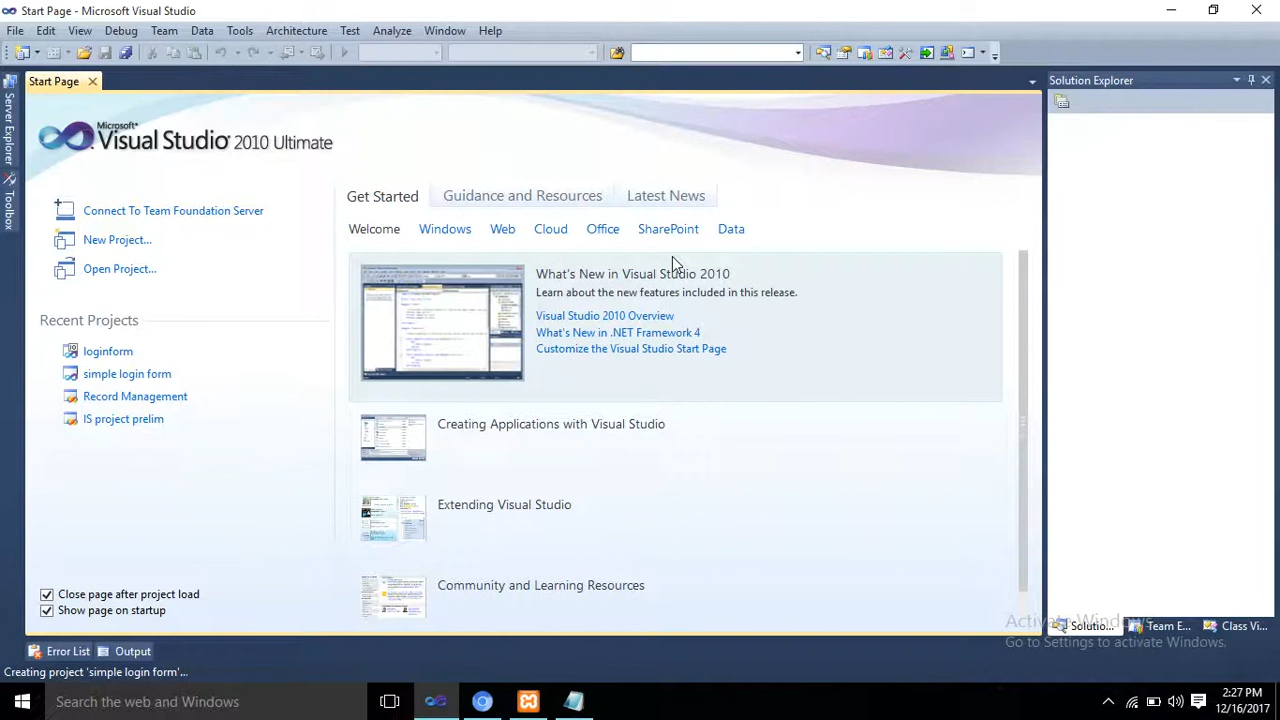 Start Page - Microsoft Visual Studio
File Edit View Debug Team Data Tools Architecture Test Analyze Window Help
Start Page
Solution Explorer
Server Explorer
Toolbox
Microsoft®
Visual Studio® 2010 Ultimate
Connect To Team Foundation Server
New Project...
Open Project...
Recent Projects
loginform
simple login form
Record Management
IS project prelim
Close page after project load
Show page on startup
Get Started Guidance and Resources Latest News
Welcome Windows Web Cloud Office SharePoint Data
What's New in Visual Studio 2010
Learn about the new features included in this release.
Visual Studio 2010 Overview
What's New in .NET Framework 4
Customize the Visual Studio Start Page
Creating Applications with Visual Studio
Extending Visual Studio
Community and Learning Resources
Activate Windows
Go to Settings to activate Windows.
Solutio... Team E... Class Vi...
Error List Output
Creating project 'simple login form'...
Search the web and Windows
2:27 PM
12/16/2017